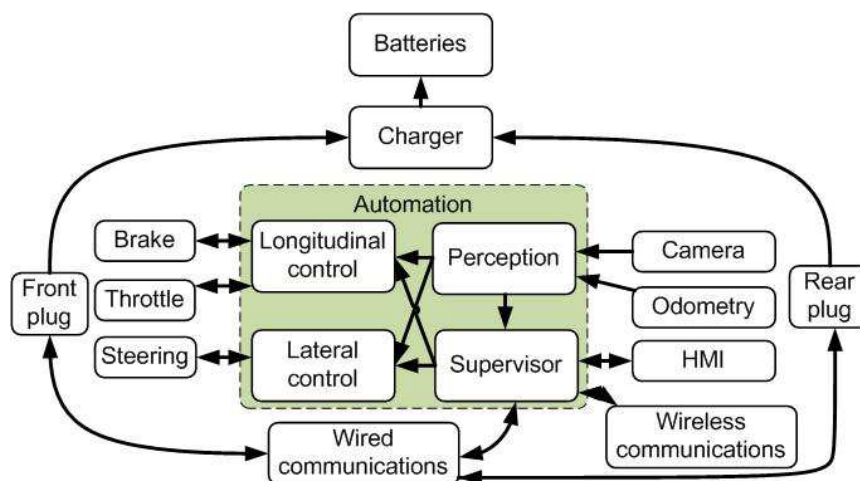 Batteries
Charger
Automation
Brake
Longitudinal
control
Perception
Camera
Front
plug
Throttle
Odometry
Rear
plug
Steering
Lateral
control
Supervisor
HMI
Wired
communications
Wireless
communications